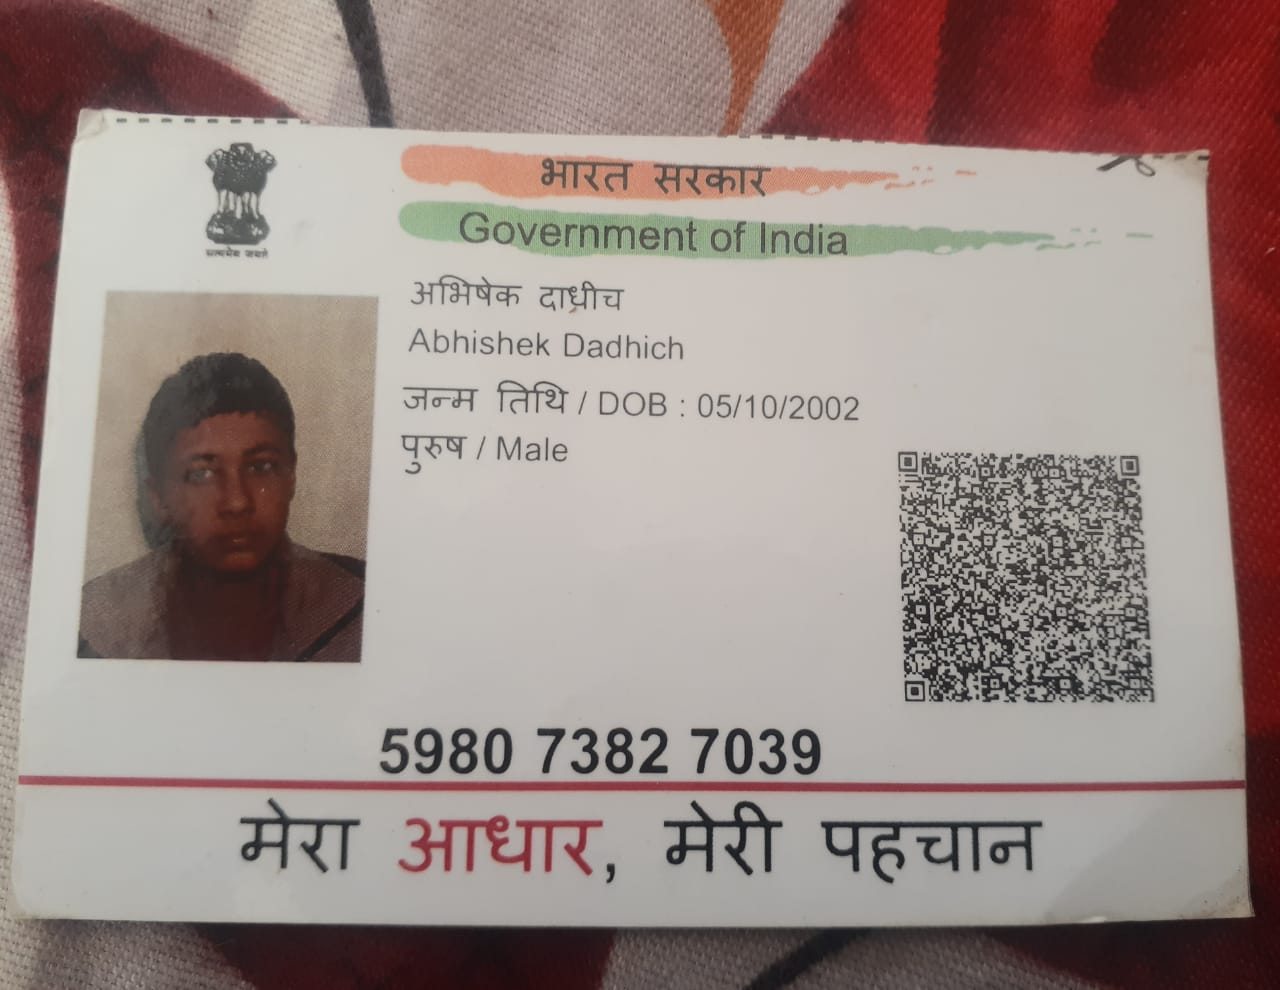 सत्यमेव जयते
भारत सरकार
Government of India
अभिषेक दाधीच
Abhishek Dadhich
जन्म तिथि / DOB : 05/10/2002
पुरुष / Male
5980 7382 7039
मेरा आधार, मेरी पहचान